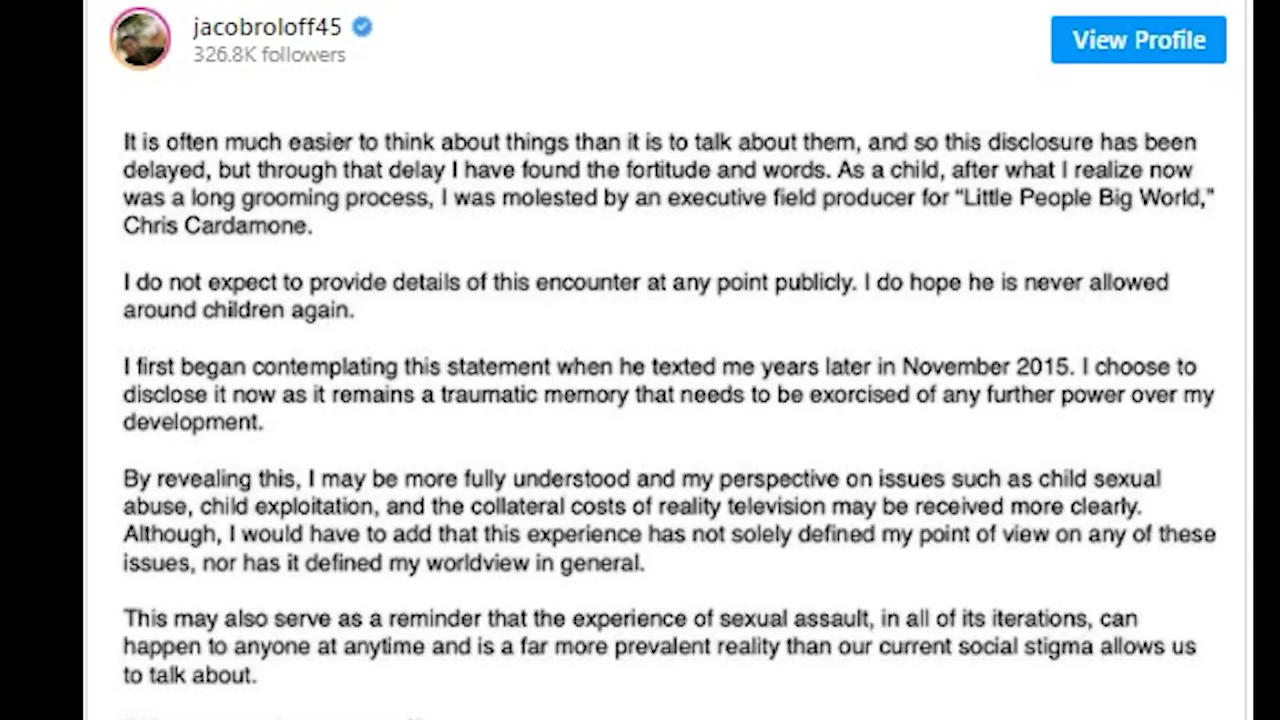 jacobroloff45
326.8K followers
View Profile
It is often much easier to think about things than it is to talk about them, and so this disclosure has been
delayed, but through that delay I have found the fortitude and words. As a child, after what I realize now
was a long grooming process, I was molested by an executive field producer for "Little People Big World,"
Chris Cardamone.
I do not expect to provide details of this encounter at any point publicly. I do hope he is never allowed
around children again.
I first began contemplating this statement when he texted me years later in November 2015. I choose to
disclose it now as it remains a traumatic memory that needs to be exorcised of any further power over my
development.
By revealing this, I may be more fully understood and my perspective on issues such as child sexual
abuse, child exploitation, and the collateral costs of reality television may be received more clearly.
Although, I would have to add that this experience has not solely defined my point of view on any of these
issues, nor has it defined my worldview in general.
This may also serve as a reminder that the experience of sexual assault, in all of its iterations, can
happen to anyone at anytime and is a far more prevalent reality than our current social stigma allows us
to talk about.